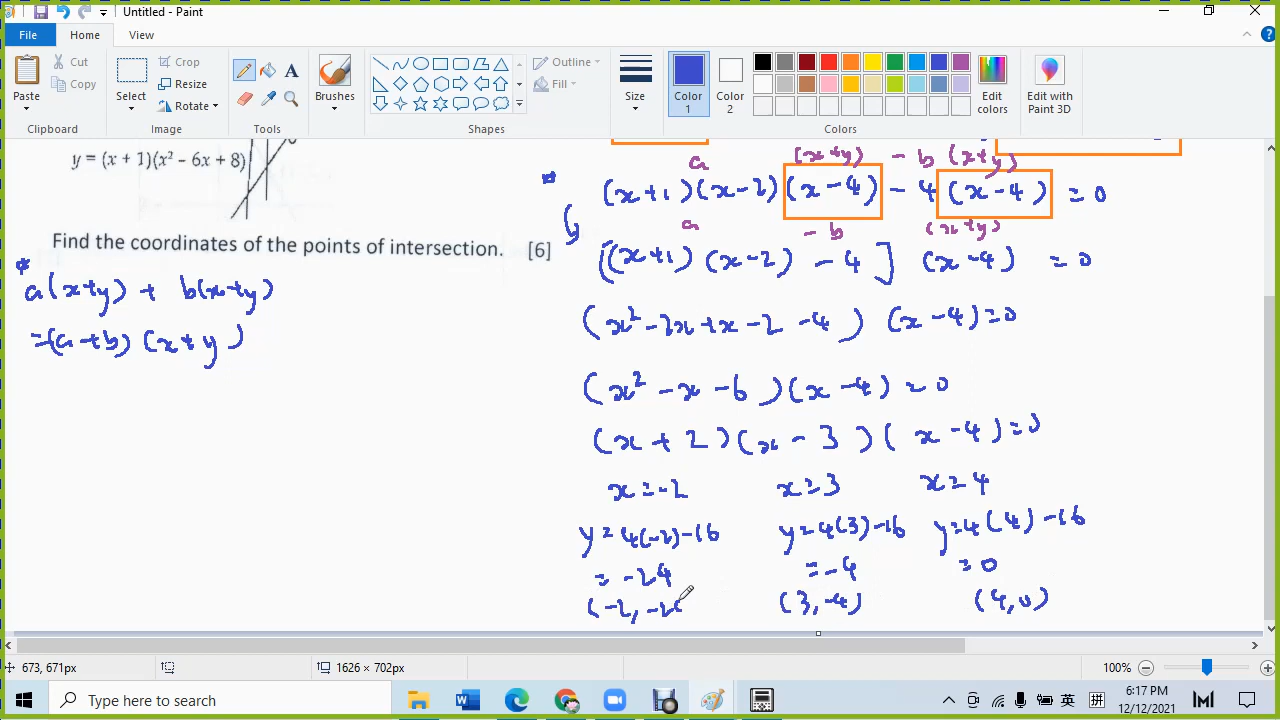 Untitled - Paint
File Home View
Paste Cut Copy
Select Crop Resize Rotate
Brushes
Outline
Fill
Size
Color 1
Color 2
Edit colors
Edit with Paint 3D
Clipboard Image Tools Shapes Colors
y = (x + 1)(x² - 6x + 8)
Find the coordinates of the points of intersection. [6]
* a(x+y) + b(x+y)
=(a+b)(x+y)
a (x+y) - b (x+y)
* (x+1)(x-2)(x-4) - 4(x-4) = 0
a - b (x+y)
[(x+1)(x-2) - 4] (x-4) = 0
(x²-2x+x-2-4)(x-4)=0
(x²-x-6)(x-4)=0
(x+2)(x-3)(x-4)=0
x=-2 x=3 x=4
y=4(-2)-16 y=4(3)-16 y=4(4)-16
= -24 = -4 = 0
(-2, -2 (3, -4) (4, 0)
100%
673, 671px 1626 × 702px
Type here to search
英 拼
6:17 PM
12/12/2021